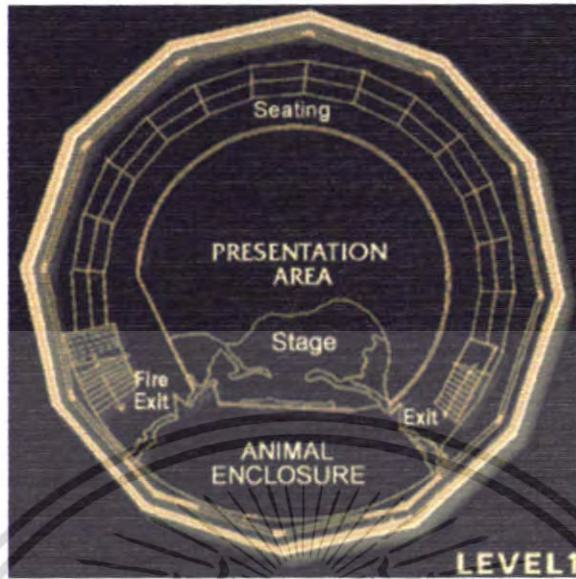 Seating
PRESENTATION
AREA
Stage
Fire
Exit
Exit
ANIMAL
ENCLOSURE
LEVEL1